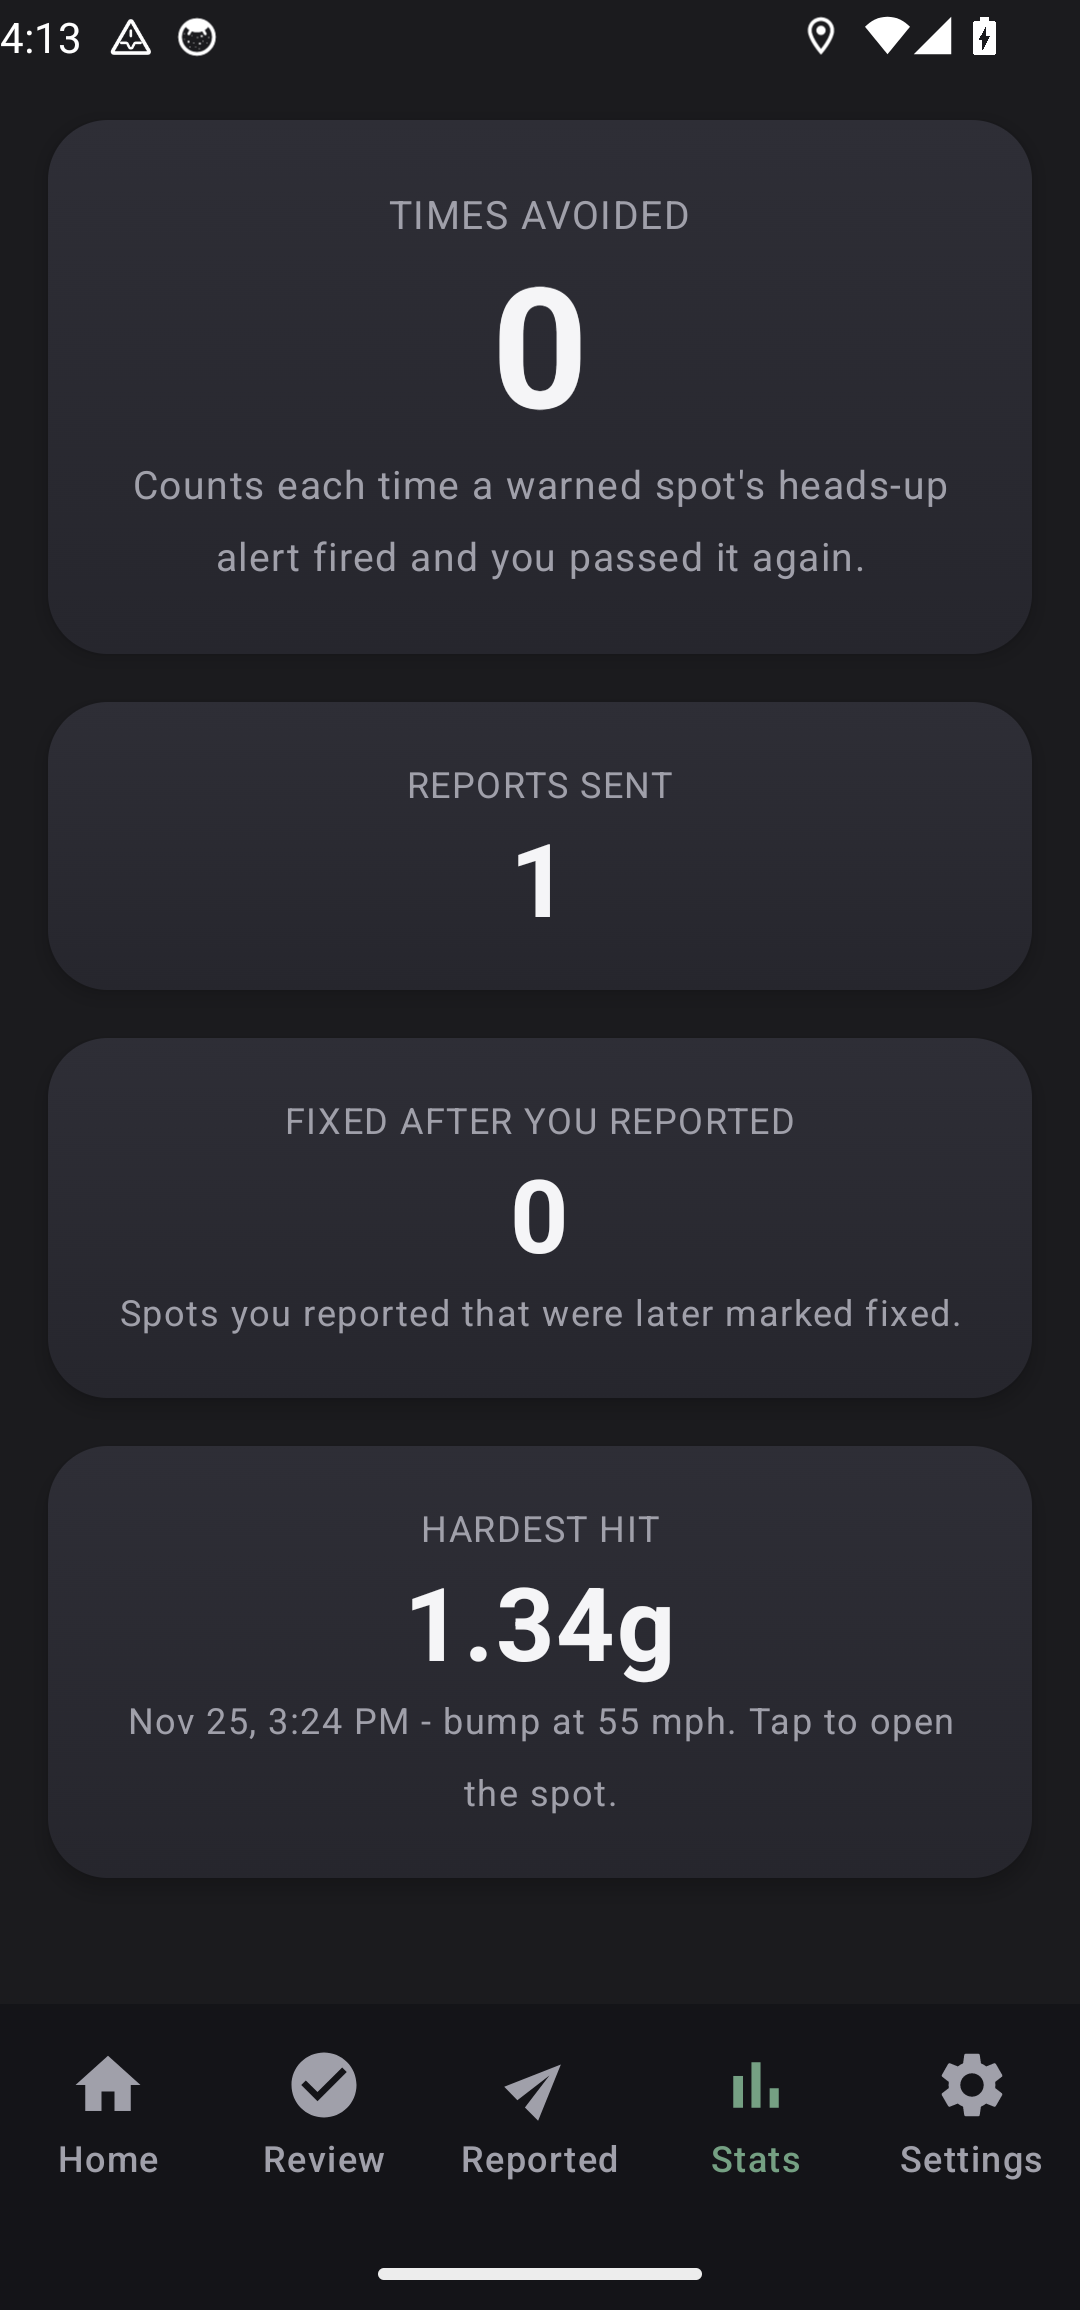 4:13
TIMES AVOIDED
0
Counts each time a warned spot's heads-up
alert fired and you passed it again.
REPORTS SENT
1
FIXED AFTER YOU REPORTED
0
Spots you reported that were later marked fixed.
HARDEST HIT
1.34g
Nov 25, 3:24 PM - bump at 55 mph. Tap to open
the spot.
Home
Review
Reported
Stats
Settings